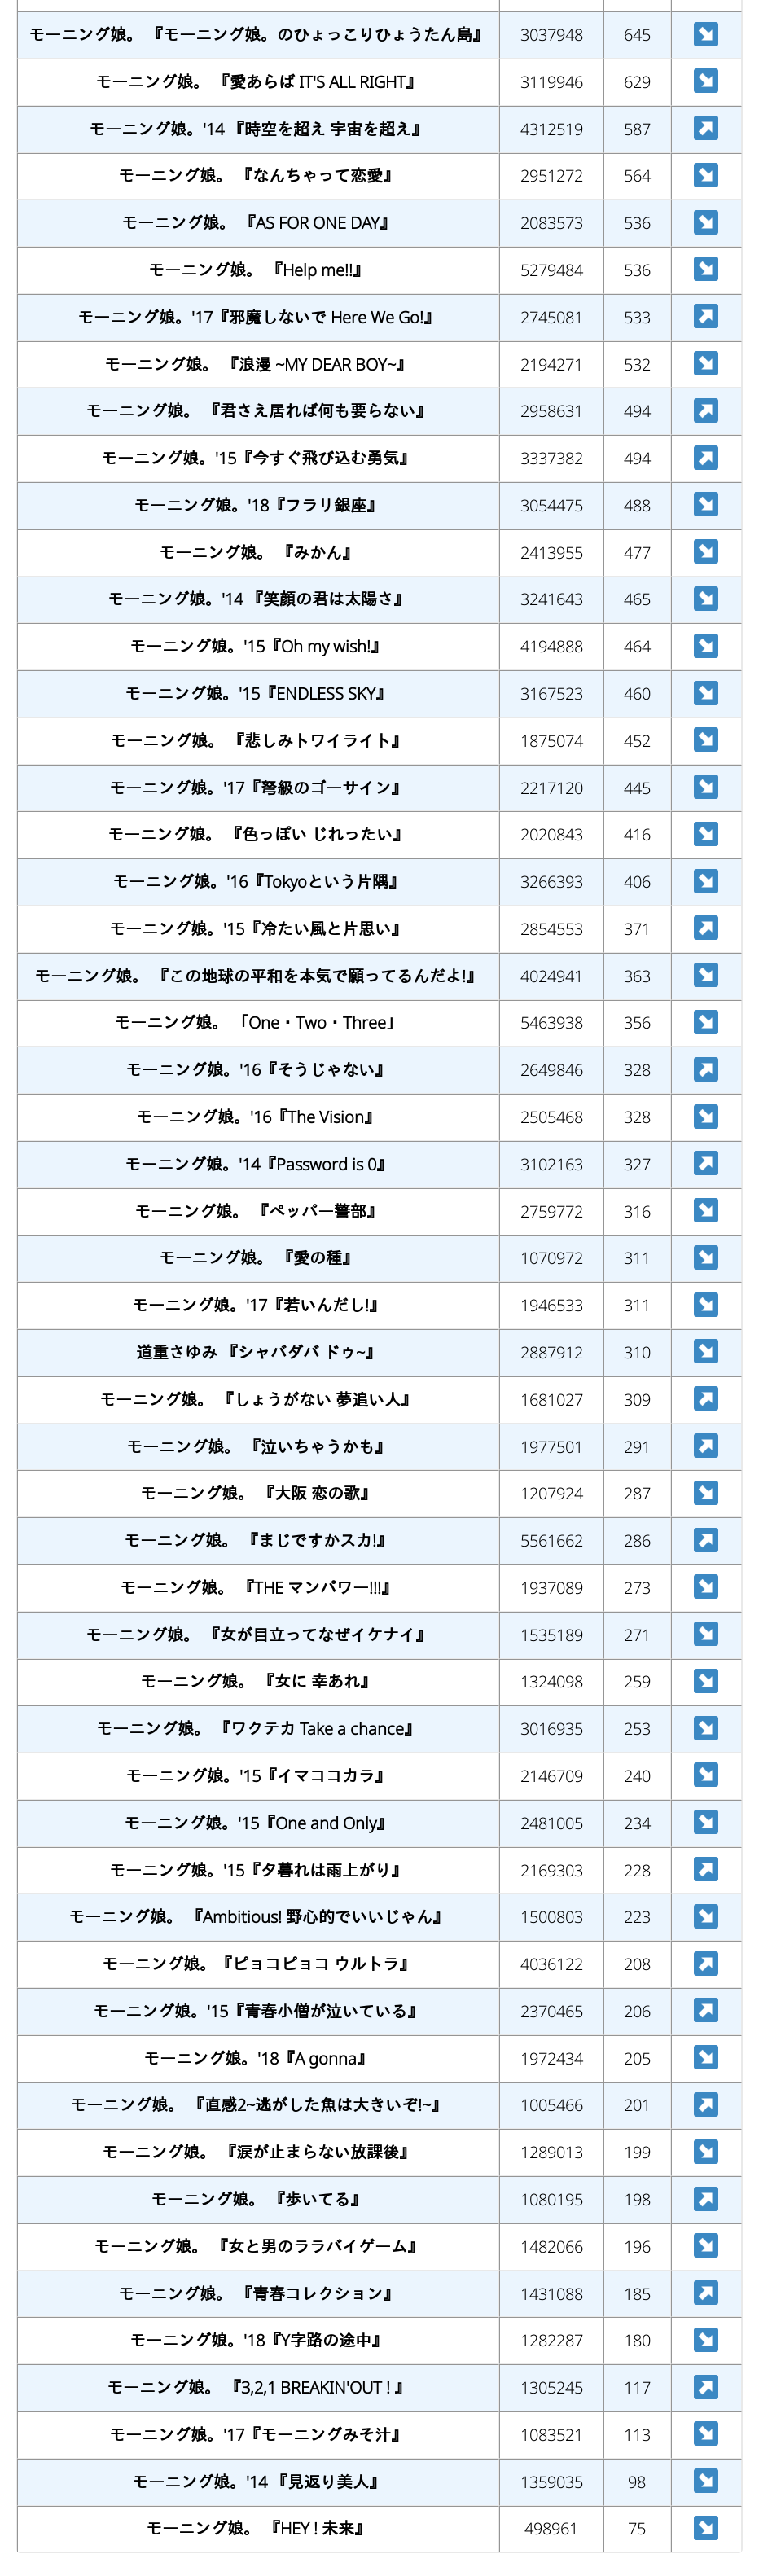 モーニング娘。 『モーニング娘。のひょっこりひょうたん島』 3037948 645 ↘
モーニング娘。 『愛あらば IT'S ALL RIGHT』 3119946 629 ↘
モーニング娘。'14 『時空を超え 宇宙を超え』 4312519 587 ↗
モーニング娘。 『なんちゃって恋愛』 2951272 564 ↘
モーニング娘。 『AS FOR ONE DAY』 2083573 536 ↘
モーニング娘。 『Help me!!』 5279484 536 ↘
モーニング娘。'17『邪魔しないで Here We Go!』 2745081 533 ↗
モーニング娘。 『浪漫 ~MY DEAR BOY~』 2194271 532 ↘
モーニング娘。 『君さえ居れば何も要らない』 2958631 494 ↗
モーニング娘。'15『今すぐ飛び込む勇気』 3337382 494 ↗
モーニング娘。'18『フラリ銀座』 3054475 488 ↘
モーニング娘。 『みかん』 2413955 477 ↘
モーニング娘。'14 『笑顔の君は太陽さ』 3241643 465 ↘
モーニング娘。'15『Oh my wish!』 4194888 464 ↘
モーニング娘。'15『ENDLESS SKY』 3167523 460 ↘
モーニング娘。 『悲しみトワイライト』 1875074 452 ↘
モーニング娘。'17『弩級のゴーサイン』 2217120 445 ↘
モーニング娘。 『色っぽい じれったい』 2020843 416 ↘
モーニング娘。'16『Tokyoという片隅』 3266393 406 ↘
モーニング娘。'15『冷たい風と片思い』 2854553 371 ↗
モーニング娘。 『この地球の平和を本気で願ってるんだよ!』 4024941 363 ↘
モーニング娘。 「One・Two・Three」 5463938 356 ↘
モーニング娘。'16『そうじゃない』 2649846 328 ↗
モーニング娘。'16『The Vision』 2505468 328 ↘
モーニング娘。'14『Password is 0』 3102163 327 ↗
モーニング娘。 『ペッパー警部』 2759772 316 ↘
モーニング娘。 『愛の種』 1070972 311 ↘
モーニング娘。'17『若いんだし!』 1946533 311 ↘
道重さゆみ 『シャバダバ ドゥ~』 2887912 310 ↘
モーニング娘。 『しょうがない 夢追い人』 1681027 309 ↗
モーニング娘。 『泣いちゃうかも』 1977501 291 ↗
モーニング娘。 『大阪 恋の歌』 1207924 287 ↘
モーニング娘。 『まじですかスカ!』 5561662 286 ↗
モーニング娘。 『THE マンパワー!!!』 1937089 273 ↘
モーニング娘。 『女が目立ってなぜイケナイ』 1535189 271 ↘
モーニング娘。 『女に 幸あれ』 1324098 259 ↘
モーニング娘。 『ワクテカ Take a chance』 3016935 253 ↘
モーニング娘。'15『イマココカラ』 2146709 240 ↘
モーニング娘。'15『One and Only』 2481005 234 ↘
モーニング娘。'15『夕暮れは雨上がり』 2169303 228 ↗
モーニング娘。 『Ambitious! 野心的でいいじゃん』 1500803 223 ↘
モーニング娘。『ピョコピョコ ウルトラ』 4036122 208 ↗
モーニング娘。'15『青春小僧が泣いている』 2370465 206 ↗
モーニング娘。'18『A gonna』 1972434 205 ↘
モーニング娘。 『直感2~逃がした魚は大きいぞ!~』 1005466 201 ↗
モーニング娘。 『涙が止まらない放課後』 1289013 199 ↘
モーニング娘。 『歩いてる』 1080195 198 ↗
モーニング娘。 『女と男のララバイゲーム』 1482066 196 ↘
モーニング娘。 『青春コレクション』 1431088 185 ↗
モーニング娘。'18『Y字路の途中』 1282287 180 ↘
モーニング娘。 『3,2,1 BREAKIN'OUT ! 』 1305245 117 ↗
モーニング娘。'17『モーニングみそ汁』 1083521 113 ↘
モーニング娘。'14 『見返り美人』 1359035 98 ↘
モーニング娘。 『HEY ! 未来』 498961 75 ↘